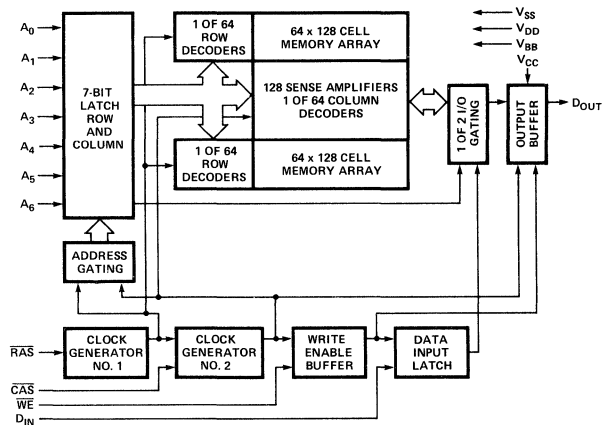 A0
A1
A2
A3
A4
A5
A6
7-BIT
LATCH
ROW
AND
COLUMN
1 OF 64
ROW
DECODERS
64 x 128 CELL
MEMORY ARRAY
128 SENSE AMPLIFIERS
1 OF 64 COLUMN
DECODERS
1 OF 64
ROW
DECODERS
64 x 128 CELL
MEMORY ARRAY
1 OF 2 I/O
GATING
OUTPUT
BUFFER
VSS
VDD
VBB
VCC
DOUT
ADDRESS
GATING
RAS
CLOCK
GENERATOR
NO. 1
CLOCK
GENERATOR
NO. 2
WRITE
ENABLE
BUFFER
DATA
INPUT
LATCH
CAS
WE
DIN